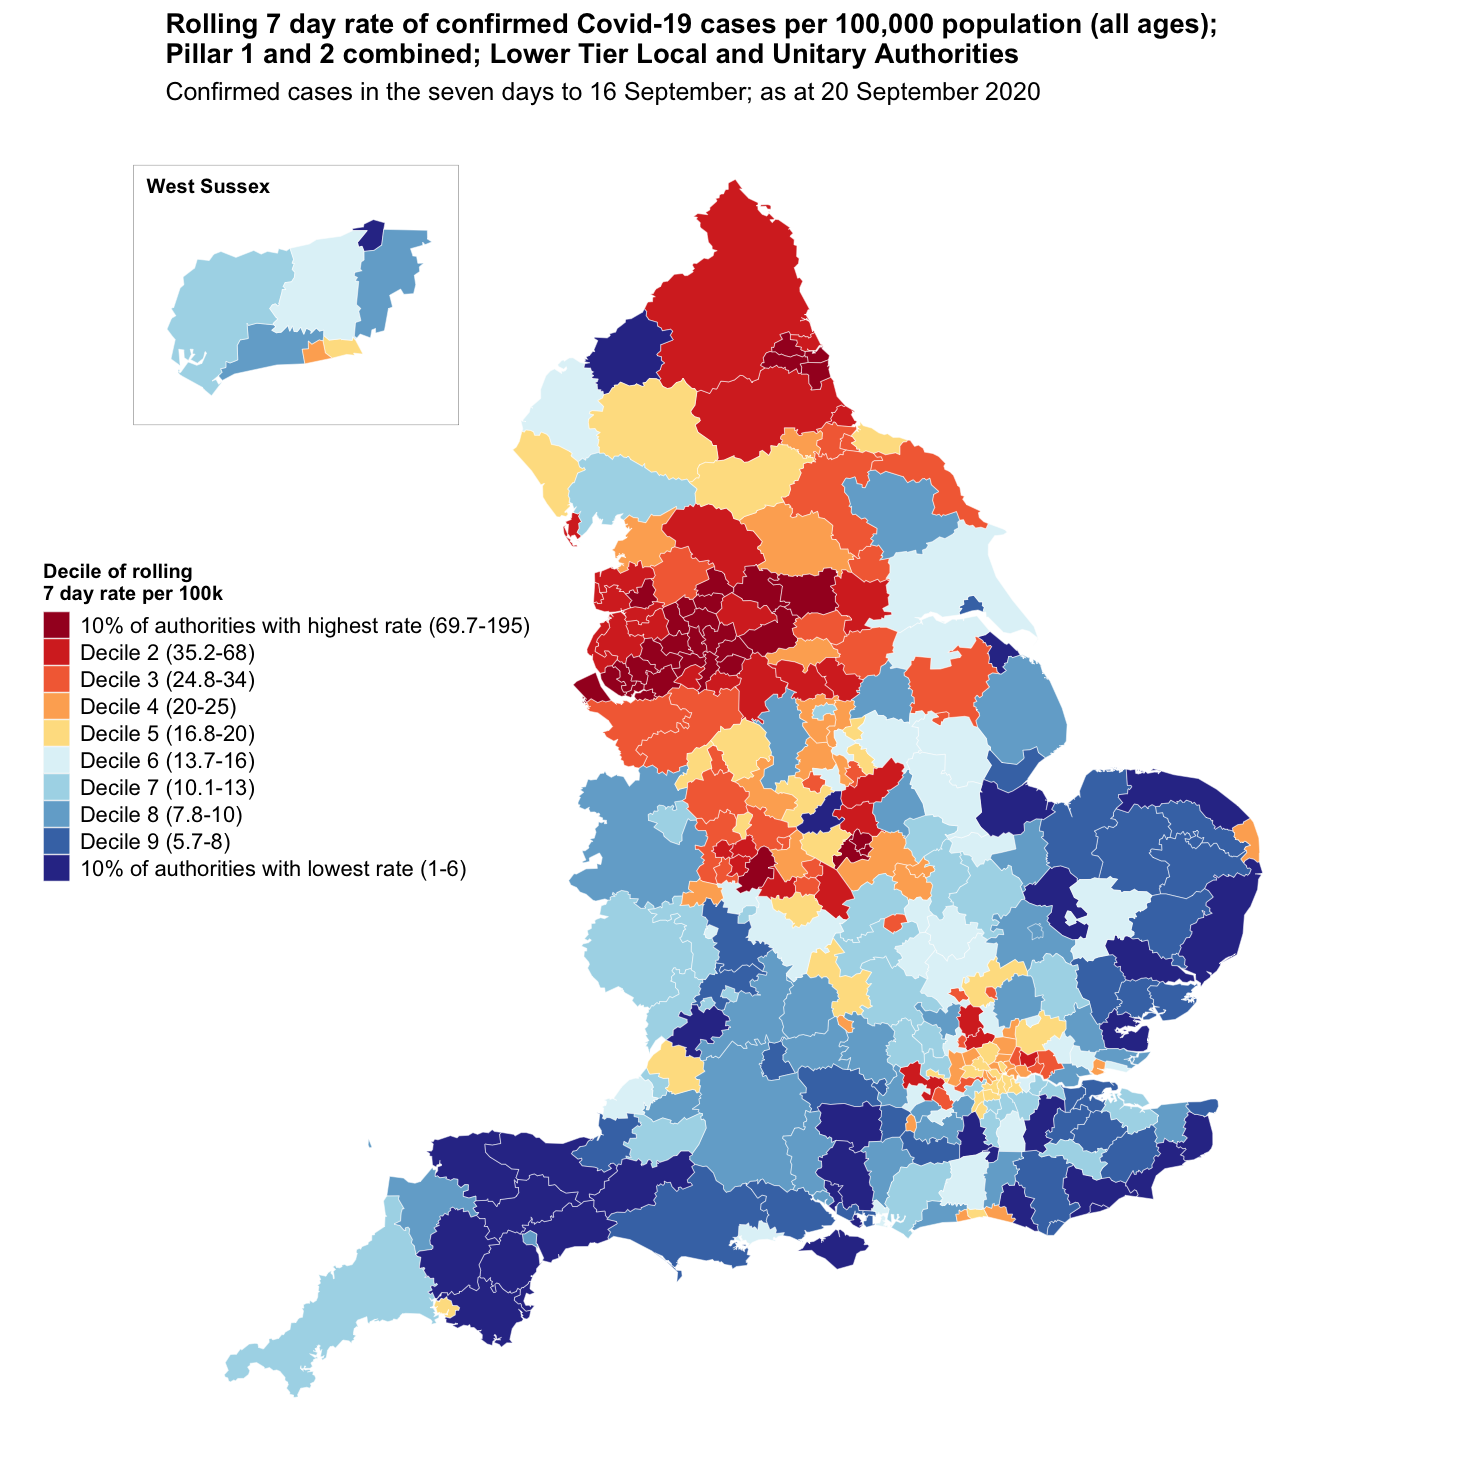 Rolling 7 day rate of confirmed Covid-19 cases per 100,000 population (all ages);
Pillar 1 and 2 combined; Lower Tier Local and Unitary Authorities
Confirmed cases in the seven days to 16 September; as at 20 September 2020
West Sussex
Decile of rolling
7 day rate per 100k
10% of authorities with highest rate (69.7-195)
Decile 2 (35.2-68)
Decile 3 (24.8-34)
Decile 4 (20-25)
Decile 5 (16.8-20)
Decile 6 (13.7-16)
Decile 7 (10.1-13)
Decile 8 (7.8-10)
Decile 9 (5.7-8)
10% of authorities with lowest rate (1-6)